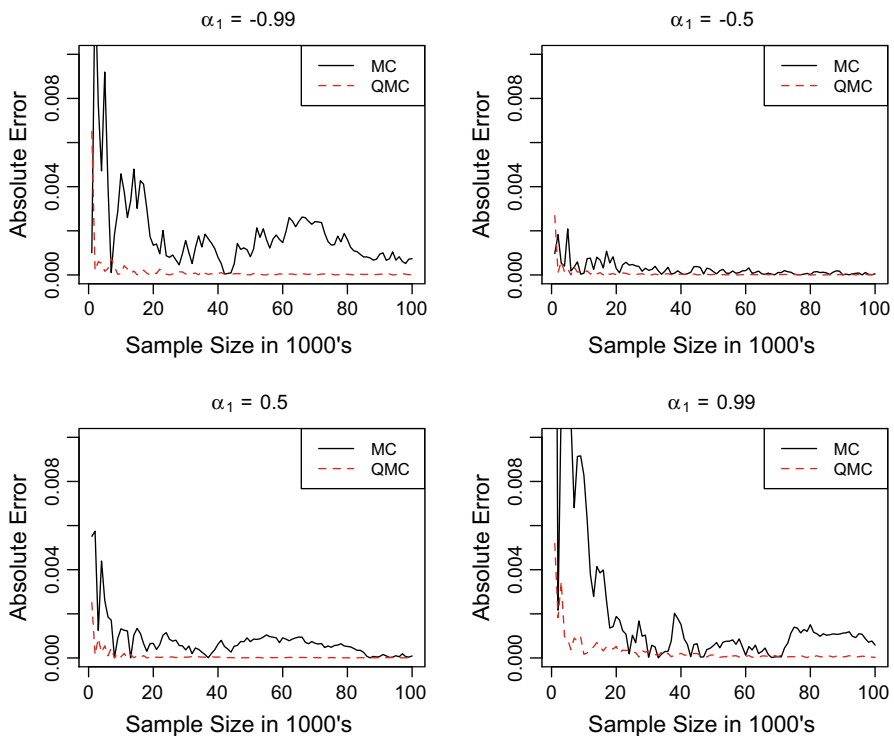 α1 = -0.99
MC
QMC
Absolute Error
0.000
0.004
0.008
0
20
40
60
80
100
Sample Size in 1000's
α1 = -0.5
MC
QMC
Absolute Error
0.000
0.004
0.008
0
20
40
60
80
100
Sample Size in 1000's
α1 = 0.5
MC
QMC
Absolute Error
0.000
0.004
0.008
0
20
40
60
80
100
Sample Size in 1000's
α1 = 0.99
MC
QMC
Absolute Error
0.000
0.004
0.008
0
20
40
60
80
100
Sample Size in 1000's